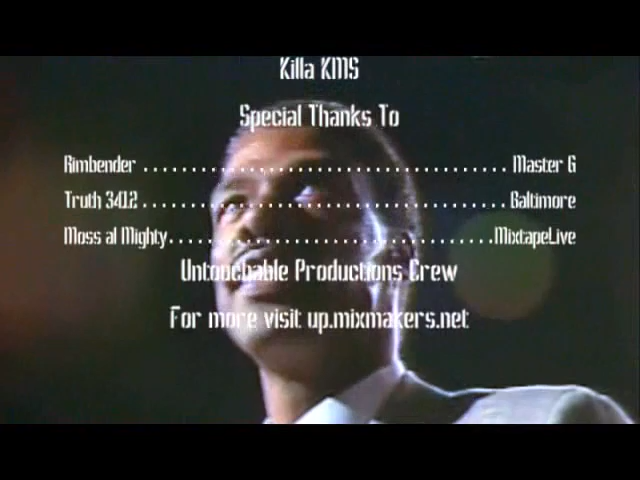 Killa KMS
Special Thanks To
Rimbender ...................................... Master G
Truth 3412...................................... Baltimore
Moss al Mighty..................................MixtapeLive
Untouchable Productions Crew
For more visit up.mixmakers.net